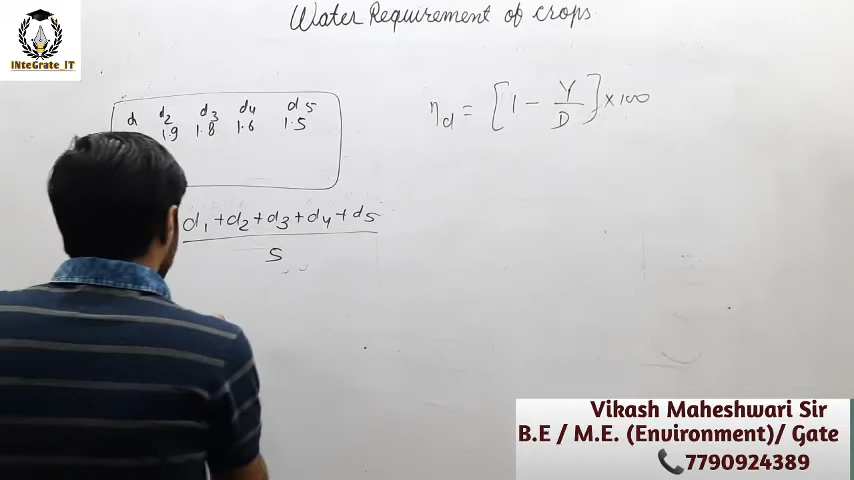 Water Requirement of crops
INteGrate_IT
d d2 d3 d4 d5
1.9 1.8 1.6 1.5
ηd = [1 - Y/D] × 100
d1 + d2 + d3 + d4 + d5
5
Vikash Maheshwari Sir
B.E / M.E. (Environment)/ Gate
7790924389